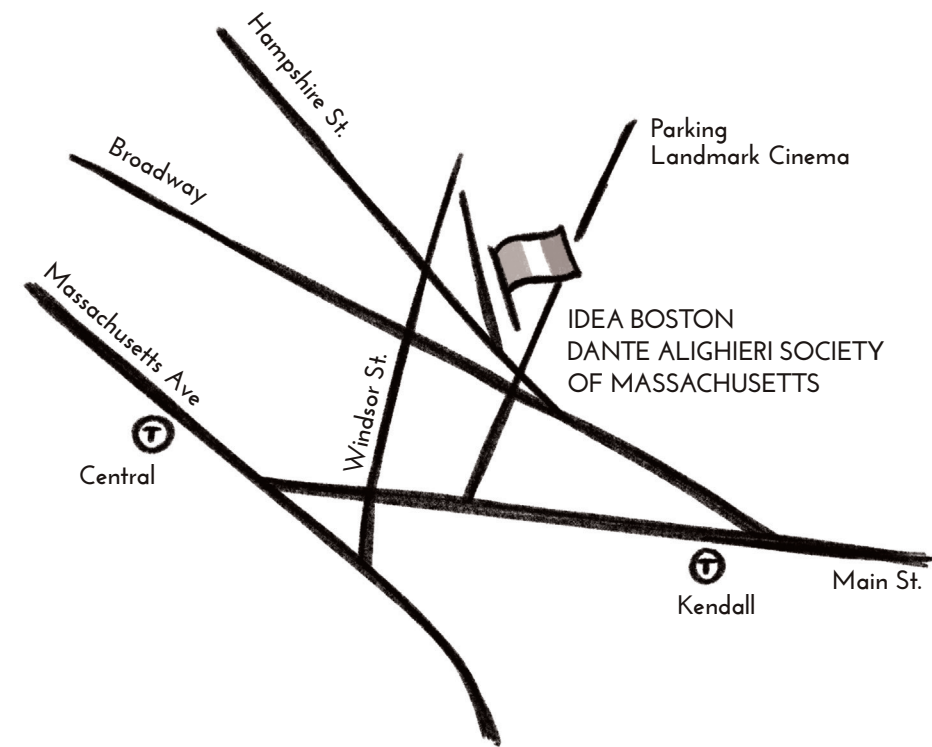 Hampshire St.
Parking
Landmark Cinema
Broadway
Massachusetts Ave
IDEA BOSTON
DANTE ALIGHIERI SOCIETY
OF MASSACHUSETTS
Windsor St.
T
Central
T
Kendall
Main St.